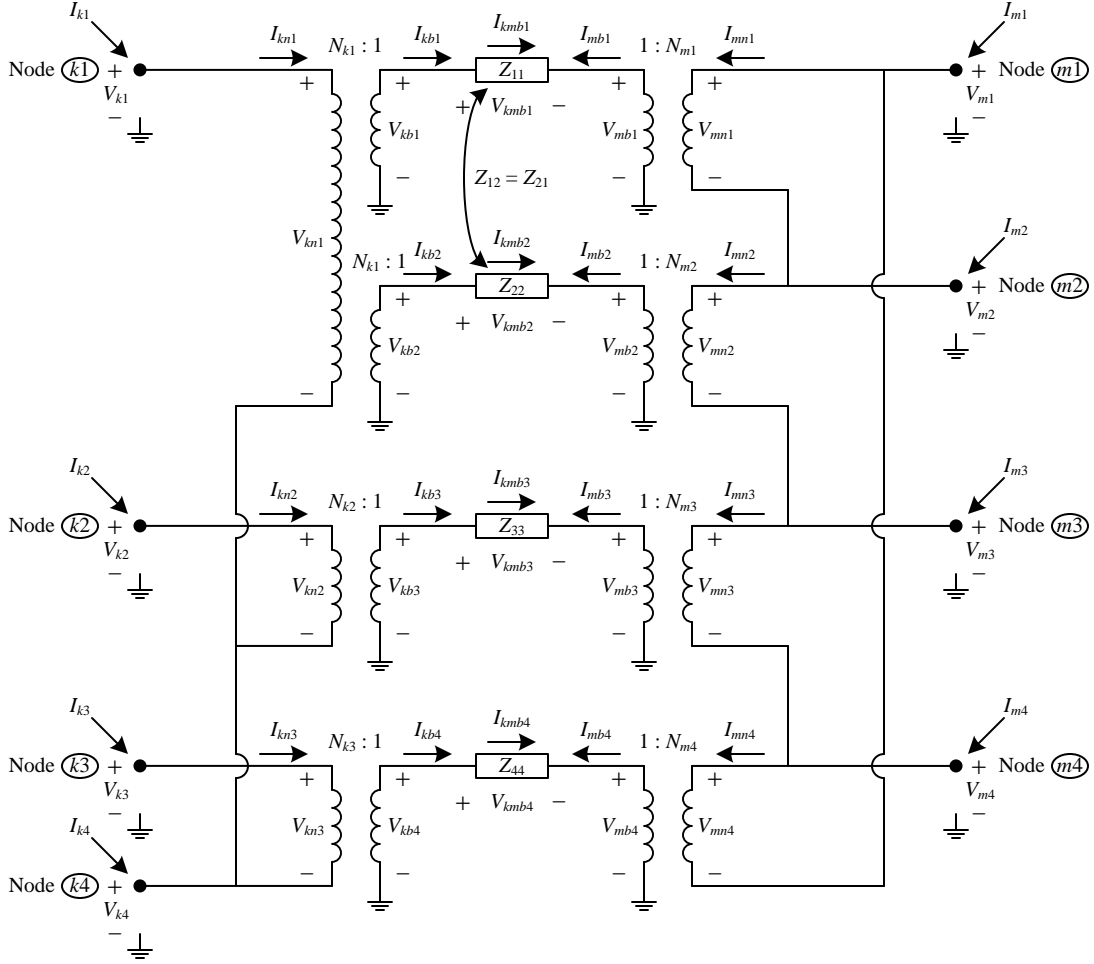 I_{k1} I_{kn1} N_{k1} : 1 I_{kb1} I_{kmb1} I_{mb1} 1 : N_{m1} I_{mn1} I_{m1}
Node k1 + + + Z_{11} + + + Node m1
V_{k1} + V_{kmb1} − V_{m1}
− V_{kb1} V_{mb1} V_{mn1} −
− Z_{12} = Z_{21} − −
V_{kn1} I_{kmb2} I_{m2}
N_{k1} : 1 I_{kb2} I_{mb2} 1 : N_{m2} I_{mn2}
+ Z_{22} + + + Node m2
+ V_{kmb2} − V_{m2}
V_{kb2} V_{mb2} V_{mn2} −
− − − −
I_{k2} I_{kn2} N_{k2} : 1 I_{kb3} I_{kmb3} I_{mb3} 1 : N_{m3} I_{mn3} I_{m3}
Node k2 + + + Z_{33} + + + Node m3
V_{k2} + V_{kmb3} − V_{m3}
− V_{kn2} V_{kb3} V_{mb3} V_{mn3} −
− − − −
I_{k3} I_{kn3} N_{k3} : 1 I_{kb4} I_{kmb4} I_{mb4} 1 : N_{m4} I_{mn4} I_{m4}
Node k3 + + + Z_{44} + + + Node m4
V_{k3} + V_{kmb4} − V_{m4}
− V_{kn3} V_{kb4} V_{mb4} V_{mn4} −
I_{k4}
Node k4 + − − − −
V_{k4}
−